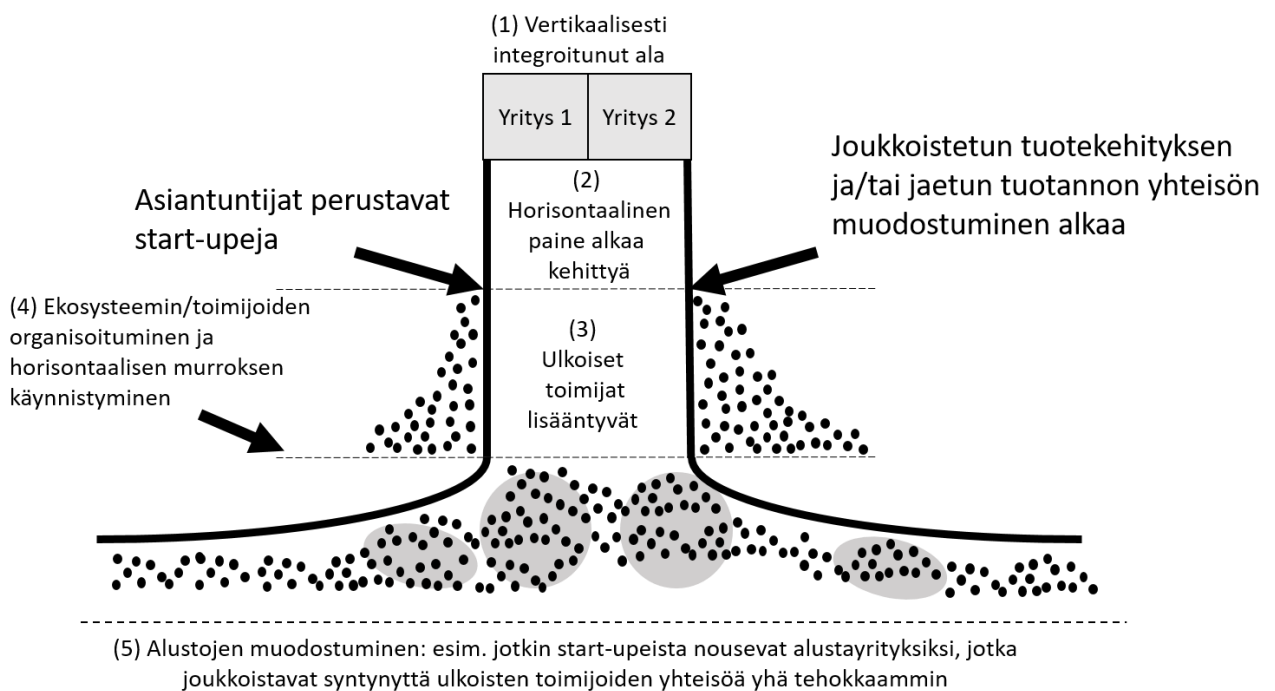 (1) Vertikaalisesti
integroitunut ala
Yritys 1
Yritys 2
Joukkoistetun tuotekehityksen
ja/tai jaetun tuotannon yhteisön
muodostuminen alkaa
Asiantuntijat perustavat
start-upeja
(2)
Horisontaalinen
paine alkaa
kehittyä
(4) Ekosysteemin/toimijoiden
organisoituminen ja
horisontaalisen murroksen
käynnistyminen
(3)
Ulkoiset
toimijat
lisääntyvät
(5) Alustojen muodostuminen: esim. jotkin start-upeista nousevat alustayrityksiksi, jotka
joukkoistavat syntynyttä ulkoisten toimijoiden yhteisöä yhä tehokkaammin